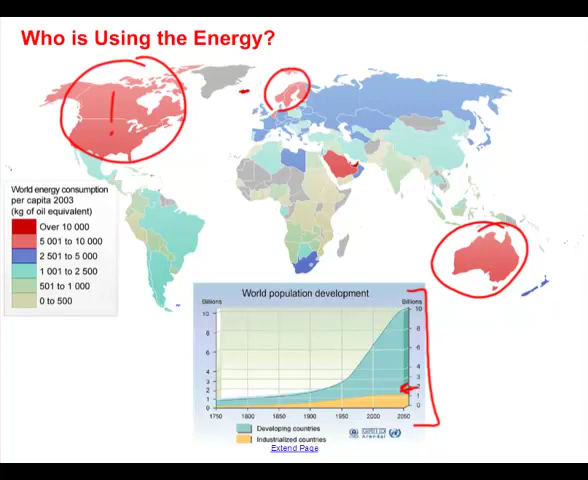 Who is Using the Energy?
!
World energy consumption
per capita 2003
(kg of oil equivalent)
Over 10 000
5 001 to 10 000
2 501 to 5 000
1 001 to 2 500
501 to 1 000
0 to 500
World population development
Billions Billions
10 10
8 8
6 6
4 4
3 3
2 2
1 1
0 0
1750 1800 1850 1900 1950 2000 2050
Developing countries
Industrialized countries
UNEP
Extend Page